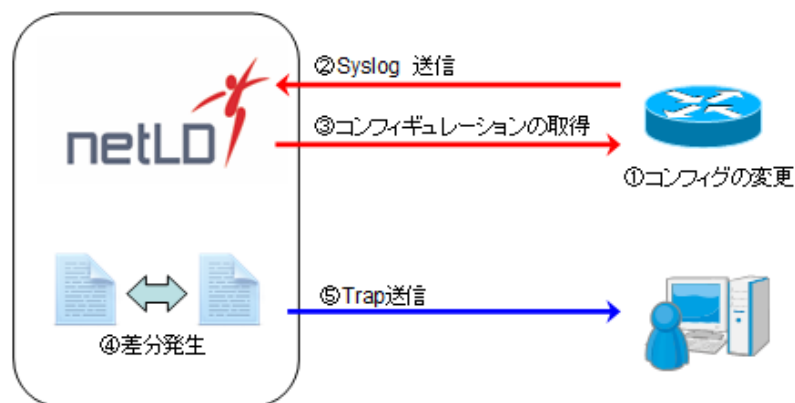 ②Syslog 送信
netLD
③コンフィギュレーションの取得
①コンフィグの変更
⑤Trap送信
④差分発生